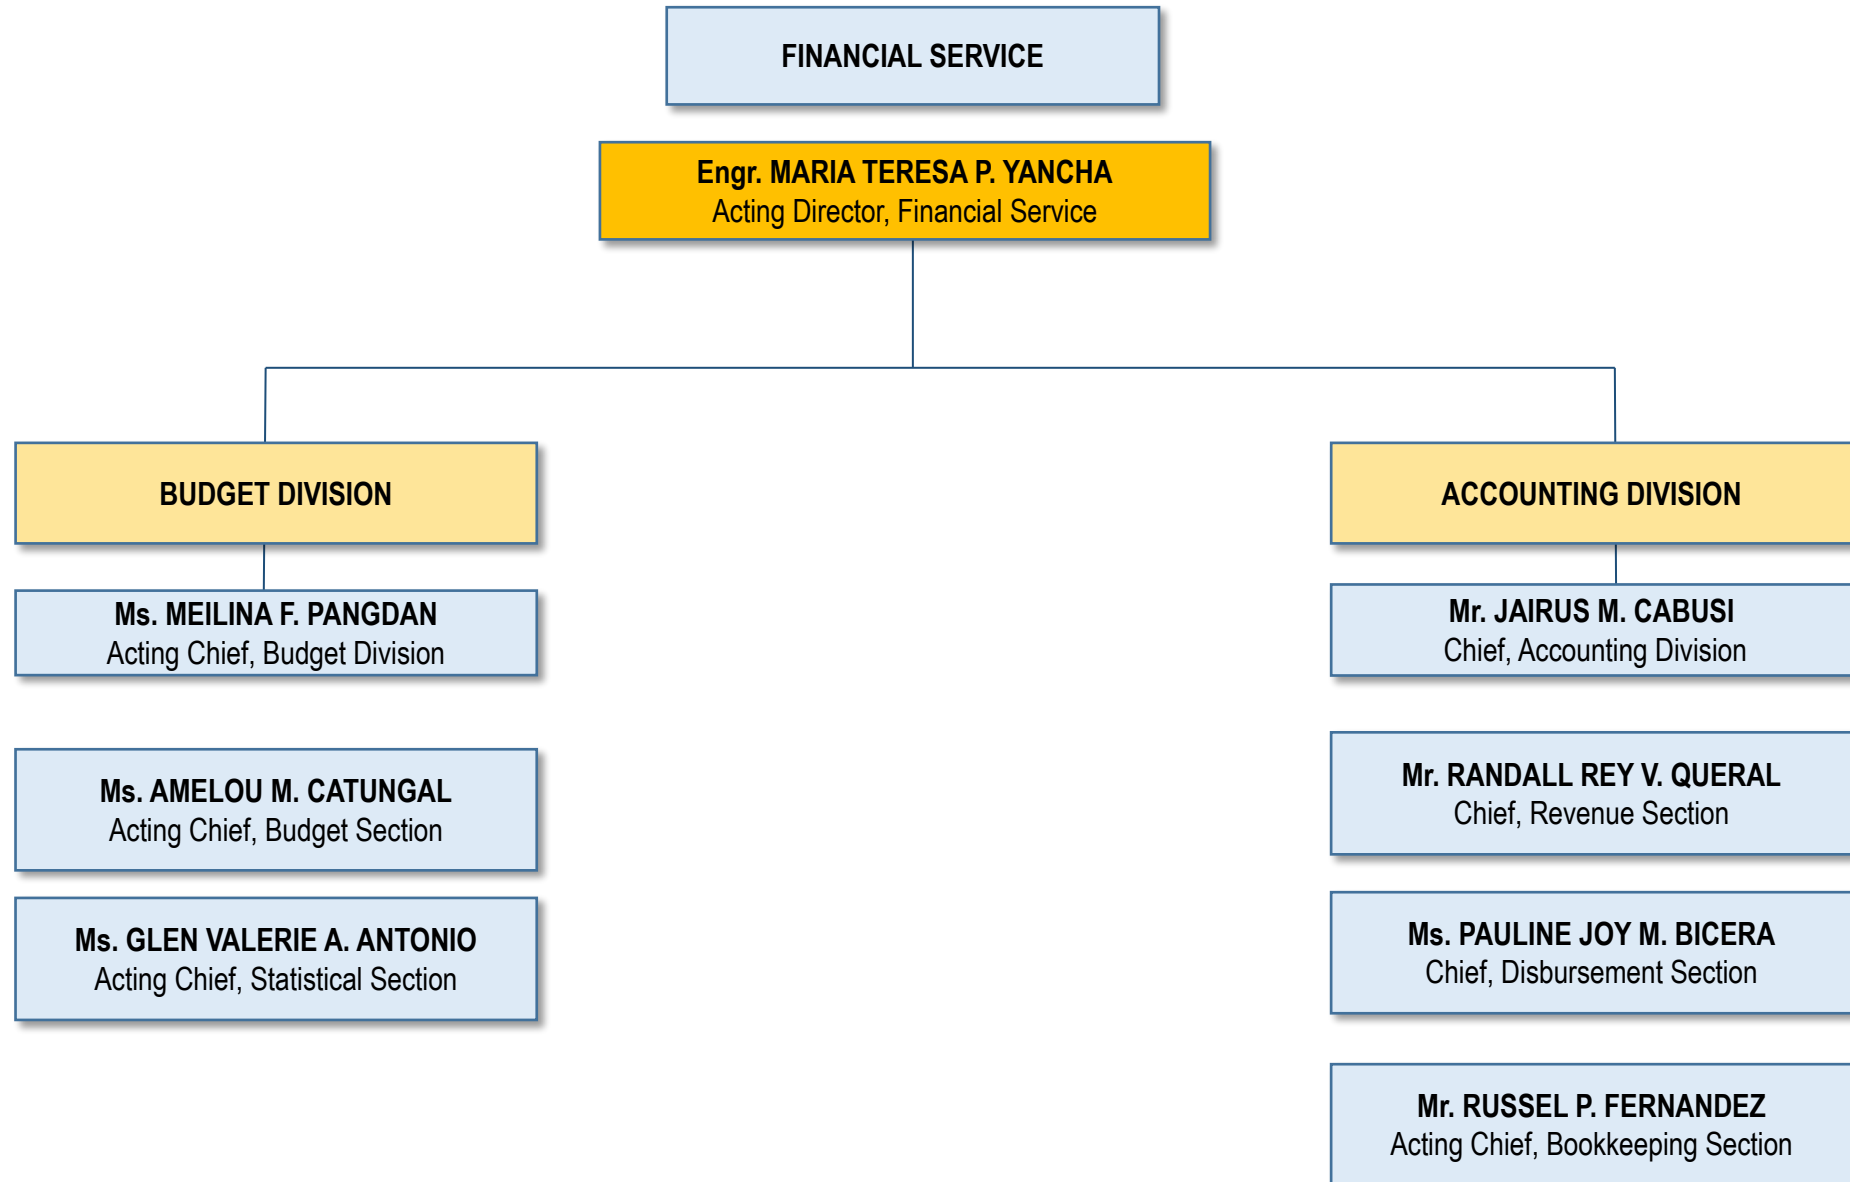 FINANCIAL SERVICE
Engr. MARIA TERESA P. YANCHA
Acting Director, Financial Service
BUDGET DIVISION
Ms. MEILINA F. PANGDAN
Acting Chief, Budget Division
Ms. AMELOU M. CATUNGAL
Acting Chief, Budget Section
Ms. GLEN VALERIE A. ANTONIO
Acting Chief, Statistical Section
ACCOUNTING DIVISION
Mr. JAIRUS M. CABUSI
Chief, Accounting Division
Mr. RANDALL REY V. QUERAL
Chief, Revenue Section
Ms. PAULINE JOY M. BICERA
Chief, Disbursement Section
Mr. RUSSEL P. FERNANDEZ
Acting Chief, Bookkeeping Section